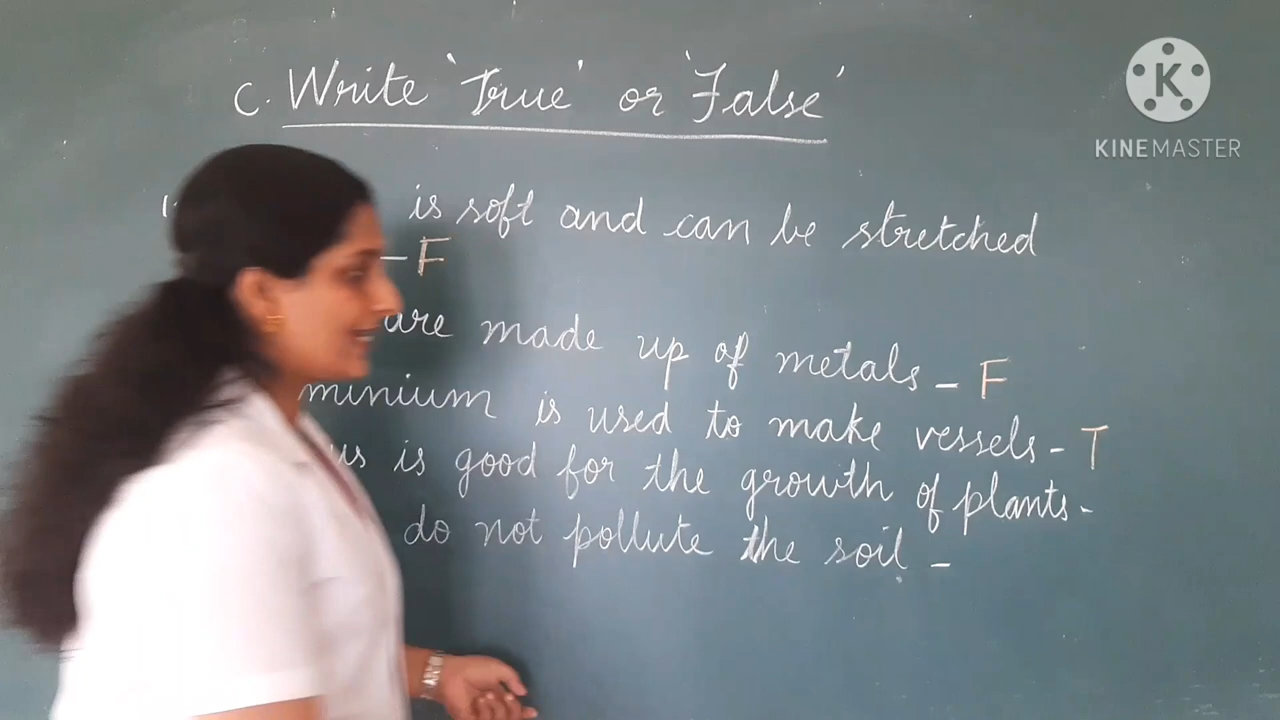 C. Write 'True' or 'False'
KINEMASTER
is soft and can be stretched
- F
are made up of metals - F
minium is used to make vessels - T
us is good for the growth of plants -
do not pollute the soil -